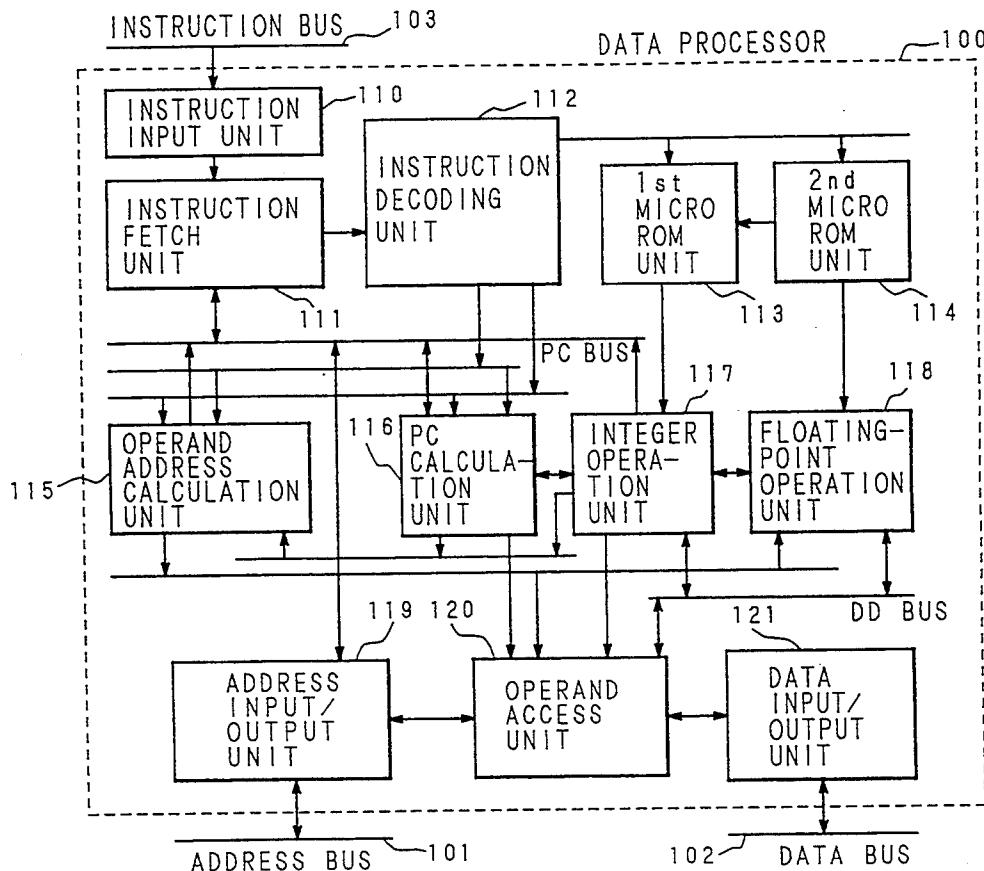 INSTRUCTION BUS
103
DATA PROCESSOR
100
INSTRUCTION
INPUT UNIT
110
112
INSTRUCTION
FETCH
UNIT
111
INSTRUCTION
DECODING
UNIT
1st
MICRO
ROM
UNIT
113
2nd
MICRO
ROM
UNIT
114
PC BUS
OPERAND
ADDRESS
CALCULATION
UNIT
115
116
PC
CALCULA-
TION
UNIT
117
INTEGER
OPERA-
TION
UNIT
118
FLOATING-
POINT
OPERATION
UNIT
DD BUS
119
ADDRESS
INPUT/
OUTPUT
UNIT
120
OPERAND
ACCESS
UNIT
121
DATA
INPUT/
OUTPUT
UNIT
ADDRESS BUS
101
102
DATA BUS